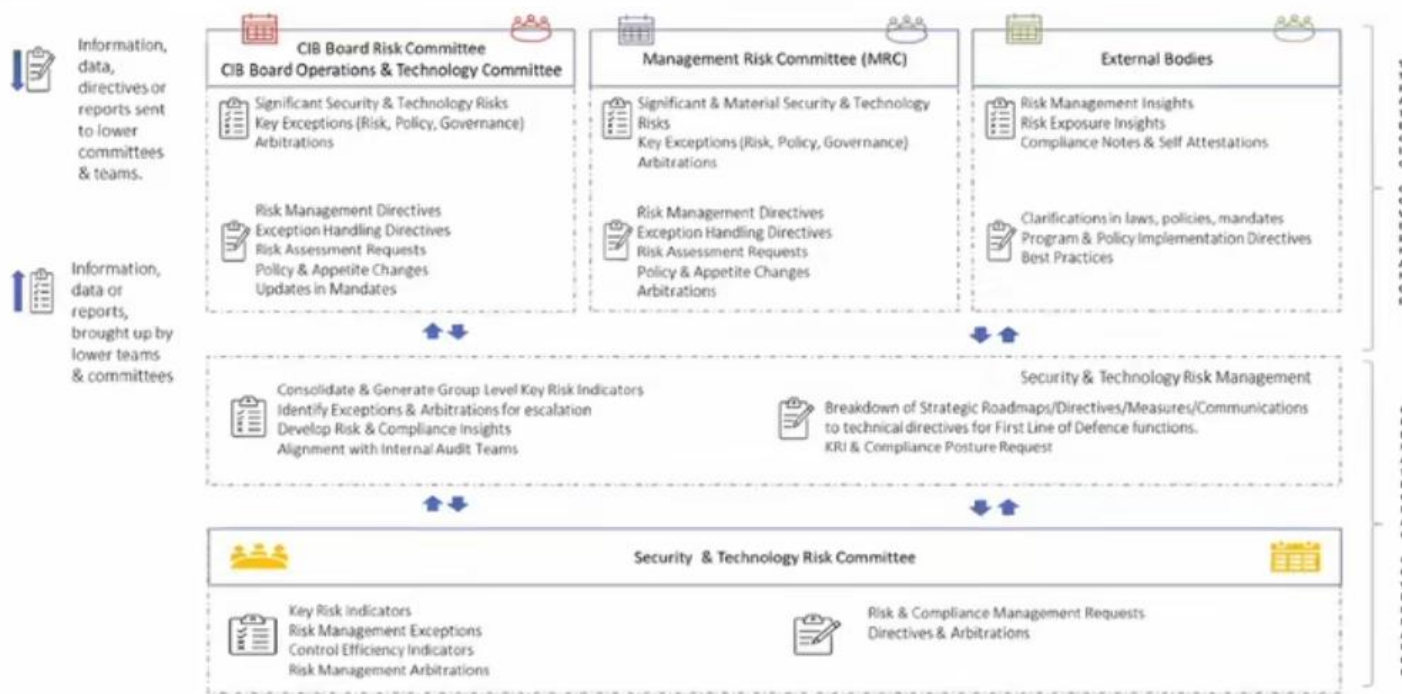 Information,
data,
directives or
reports sent
to lower
committees
& teams.
Information,
data or
reports,
brought up by
lower teams
& committees
CIB Board Risk Committee
CIB Board Operations & Technology Committee
Significant Security & Technology Risks
Key Exceptions (Risk, Policy, Governance)
Arbitrations
Risk Management Directives
Exception Handling Directives
Risk Assessment Requests
Policy & Appetite Changes
Updates in Mandates
Management Risk Committee (MRC)
Significant & Material Security & Technology
Risks
Key Exceptions (Risk, Policy, Governance)
Arbitrations
Risk Management Directives
Exception Handling Directives
Risk Assessment Requests
Policy & Appetite Changes
Arbitrations
External Bodies
Risk Management Insights
Risk Exposure Insights
Compliance Notes & Self Attestations
Clarifications in laws, policies, mandates
Program & Policy Implementation Directives
Best Practices
Security & Technology Risk Management
Consolidate & Generate Group Level Key Risk Indicators
Identify Exceptions & Arbitrations for escalation
Develop Risk & Compliance Insights
Alignment with Internal Audit Teams
Breakdown of Strategic Roadmaps/Directives/Measures/Communications
to technical directives for First Line of Defence functions.
KRI & Compliance Posture Request
Security & Technology Risk Committee
Key Risk Indicators
Risk Management Exceptions
Control Efficiency Indicators
Risk Management Arbitrations
Risk & Compliance Management Requests
Directives & Arbitrations